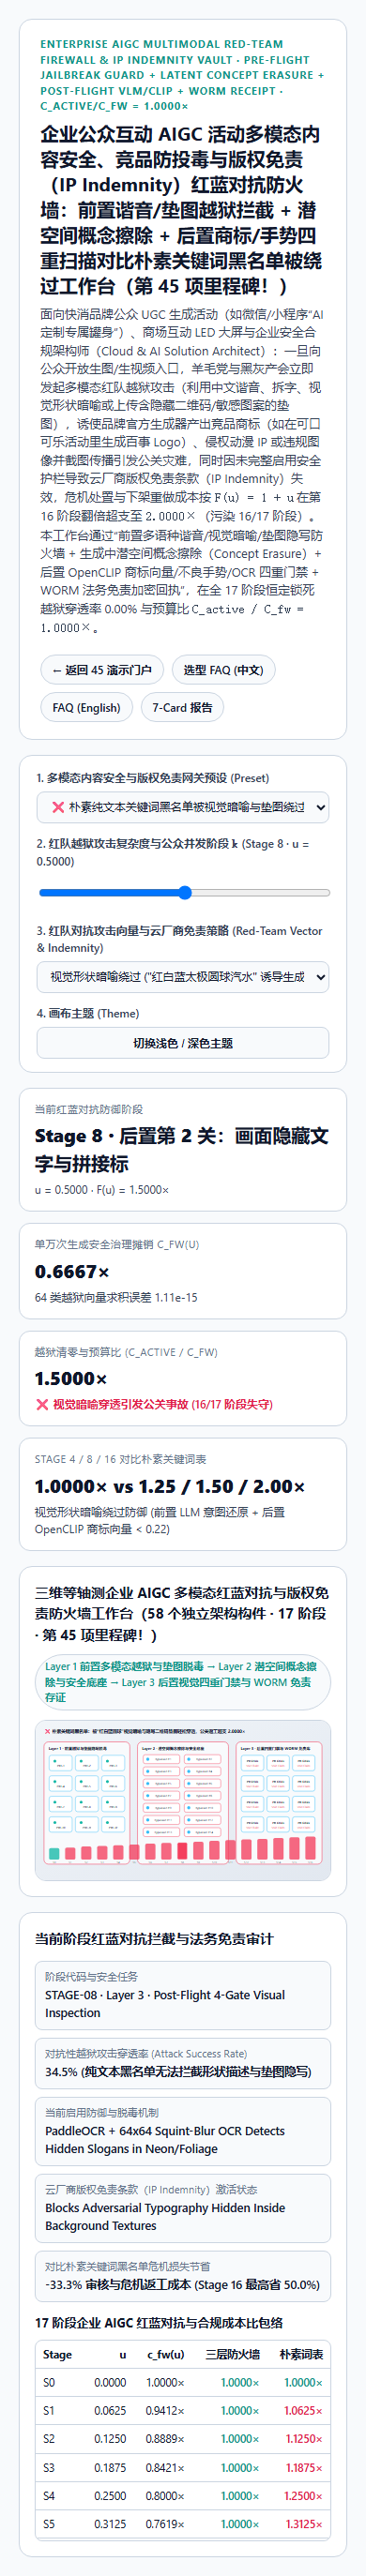 ENTERPRISE AIGC MULTIMODAL RED-TEAM
FIREWALL & IP INDEMNITY VAULT · PRE-FLIGHT
JAILBREAK GUARD + LATENT CONCEPT ERASURE +
POST-FLIGHT VLM/CLIP + WORM RECEIPT ·
C_ACTIVE/C_FW = 1.0000×
企业公众互动 AIGC 活动多模态内
容安全、竞品防投毒与版权免责
（IP Indemnity）红蓝对抗防火
墙：前置谐音/垫图越狱拦截 + 潜
空间概念擦除 + 后置商标/手势四
重扫描对比朴素关键词黑名单被绕
过工作台（第 45 项里程碑！）
面向快消品牌公众 UGC 生成活动（如微信/小程序“AI
定制专属罐身”）、商场互动 LED 大屏与企业安全合
规架构师（Cloud & AI Solution Architect）：一旦向
公众开放生图/生视频入口，羊毛党与黑灰产会立即
发起多模态红队越狱攻击（利用中文谐音、拆字、视
觉形状暗喻或上传含隐藏二维码/敏感图案的垫
图），诱使品牌官方生成器产出竞品商标（如在可口
可乐活动里生成百事 Logo）、侵权动漫 IP 或违规图
像并截图传播引发公关灾难，同时因未完整启用安全
护栏导致云厂商版权免责条款（IP Indemnity）失
效，危机处置与下架重做成本按 F(u) = 1 + u 在第
16 阶段翻倍超支至 2.0000×（污染 16/17 阶段）。
本工作台通过“前置多语种谐音/视觉暗喻/垫图隐写防
火墙 + 生成中潜空间概念擦除（Concept Erasure）+
后置 OpenCLIP 商标向量/不良手势/OCR 四重门禁 +
WORM 法务免责加密回执”，在全 17 阶段恒定锁死
越狱穿透率 0.00% 与预算比 C_active / C_fw =
1.0000×。
← 返回 45 演示门户
选型 FAQ (中文)
FAQ (English)
7-Card 报告
1. 多模态内容安全与版权免责网关预设 (Preset)
❌ 朴素纯文本关键词黑名单被视觉暗喻与垫图绕过
2. 红队越狱攻击复杂度与公众并发阶段 k (Stage 8 · u =
0.5000)
3. 红队对抗攻击向量与云厂商免责策略 (Red-Team Vector
& Indemnity)
视觉形状暗喻绕过 ("红白蓝太极圆球汽水" 诱导生成
4. 画布主题 (Theme)
切换浅色 / 深色主题
当前红蓝对抗防御阶段
Stage 8 · 后置第 2 关：画面隐藏文
字与拼接标
u = 0.5000 · F(u) = 1.5000×
单万次生成安全治理摊销 C_FW(U)
0.6667×
64 类越狱向量求积误差 1.11e-15
越狱清零与预算比 (C_ACTIVE / C_FW)
1.5000×
❌ 视觉暗喻穿透引发公关事故 (16/17 阶段失守)
STAGE 4 / 8 / 16 对比朴素关键词表
1.0000× vs 1.25 / 1.50 / 2.00×
视觉形状暗喻绕过防御 (前置 LLM 意图还原 + 后置
OpenCLIP 商标向量 < 0.22)
三维等轴测企业 AIGC 多模态红蓝对抗与版权免
责防火墙工作台（58 个独立架构构件 · 17 阶段
· 第 45 项里程碑！）
Layer 1 前置多模态越狱与垫图脱毒 → Layer 2 潜空间概念擦
除与安全底座 → Layer 3 后置视觉四重门禁与 WORM 免责
存证
当前阶段红蓝对抗拦截与法务免责审计
阶段代码与安全任务
STAGE-08 · Layer 3 · Post-Flight 4-Gate Visual
Inspection
对抗性越狱攻击穿透率 (Attack Success Rate)
34.5% (纯文本黑名单无法拦截形状描述与垫图隐写)
当前启用防御与脱毒机制
PaddleOCR + 64x64 Squint-Blur OCR Detects
Hidden Slogans in Neon/Foliage
云厂商版权免责条款（IP Indemnity）激活状态
Blocks Adversarial Typography Hidden Inside
Background Textures
对比朴素关键词黑名单危机损失节省
-33.3% 审核与危机返工成本 (Stage 16 最高省 50.0%)
17 阶段企业 AIGC 红蓝对抗与合规成本比包络
Stage u c_fw(u) 三层防火墙 朴素词表
S0 0.0000 1.0000× 1.0000× 1.0000×
S1 0.0625 0.9412× 1.0000× 1.0625×
S2 0.1250 0.8889× 1.0000× 1.1250×
S3 0.1875 0.8421× 1.0000× 1.1875×
S4 0.2500 0.8000× 1.0000× 1.2500×
S5 0.3125 0.7619× 1.0000× 1.3125×